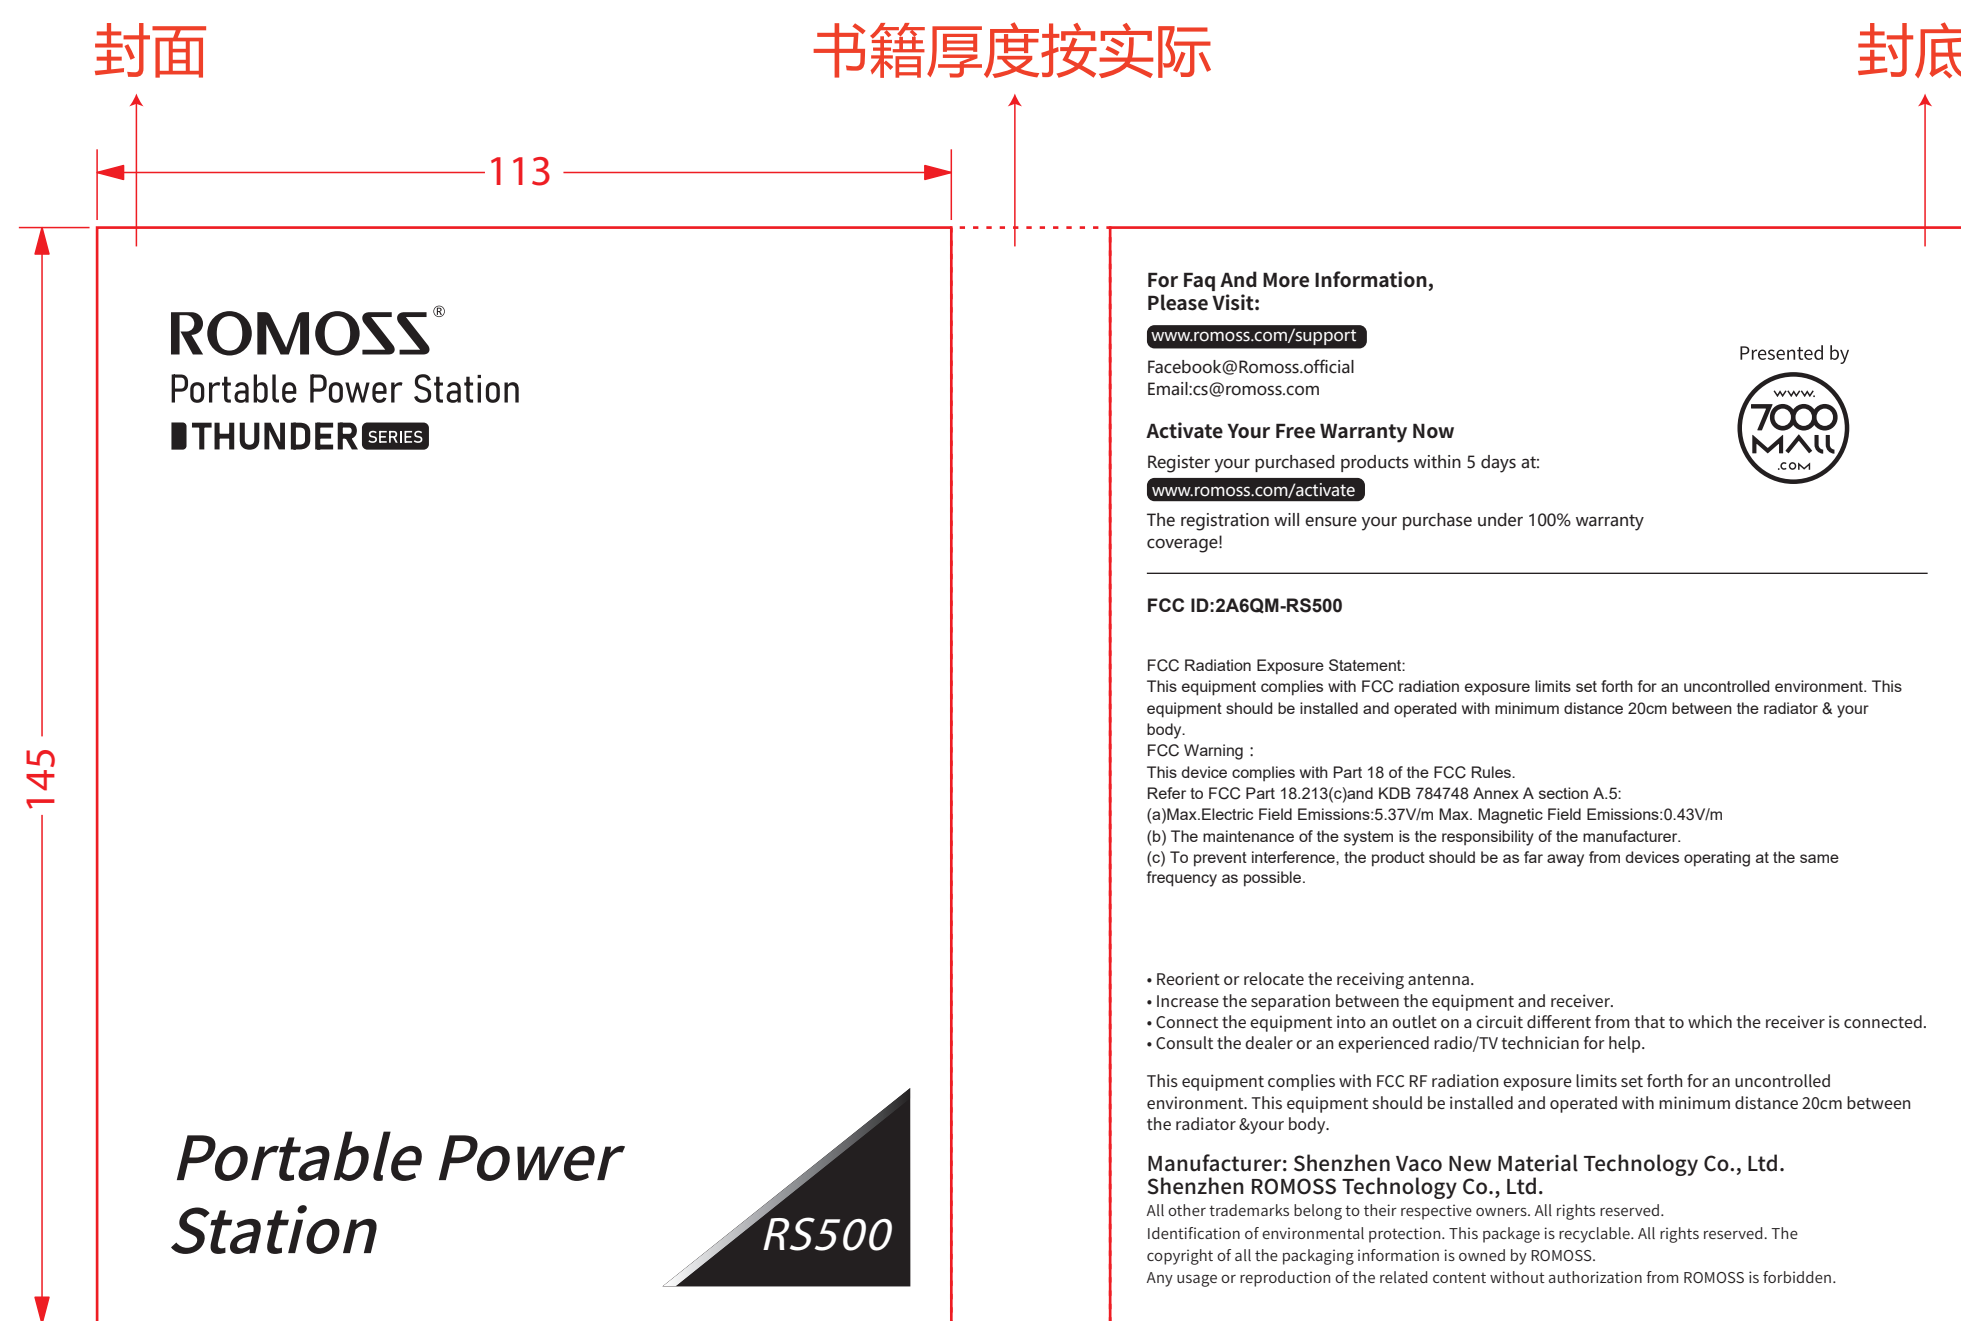 封面
书籍厚度按实际
封底
113
145
ROMOSS®
Portable Power Station
THUNDER SERIES
Portable Power
Station
RS500
For Faq And More Information,
Please Visit:
www.romoss.com/support
Facebook@Romoss.official
Email:cs@romoss.com
Presented by
www.
7000
MALL
.COM
Activate Your Free Warranty Now
Register your purchased products within 5 days at:
www.romoss.com/activate
The registration will ensure your purchase under 100% warranty
coverage!
FCC ID:2A6QM-RS500
FCC Radiation Exposure Statement:
This equipment complies with FCC radiation exposure limits set forth for an uncontrolled environment. This
equipment should be installed and operated with minimum distance 20cm between the radiator & your
body.
FCC Warning：
This device complies with Part 18 of the FCC Rules.
Refer to FCC Part 18.213(c)and KDB 784748 Annex A section A.5:
(a)Max.Electric Field Emissions:5.37V/m Max. Magnetic Field Emissions:0.43V/m
(b) The maintenance of the system is the responsibility of the manufacturer.
(c) To prevent interference, the product should be as far away from devices operating at the same
frequency as possible.
• Reorient or relocate the receiving antenna.
• Increase the separation between the equipment and receiver.
• Connect the equipment into an outlet on a circuit different from that to which the receiver is connected.
• Consult the dealer or an experienced radio/TV technician for help.
This equipment complies with FCC RF radiation exposure limits set forth for an uncontrolled
environment. This equipment should be installed and operated with minimum distance 20cm between
the radiator &your body.
Manufacturer: Shenzhen Vaco New Material Technology Co., Ltd.
Shenzhen ROMOSS Technology Co., Ltd.
All other trademarks belong to their respective owners. All rights reserved.
Identification of environmental protection. This package is recyclable. All rights reserved. The
copyright of all the packaging information is owned by ROMOSS.
Any usage or reproduction of the related content without authorization from ROMOSS is forbidden.